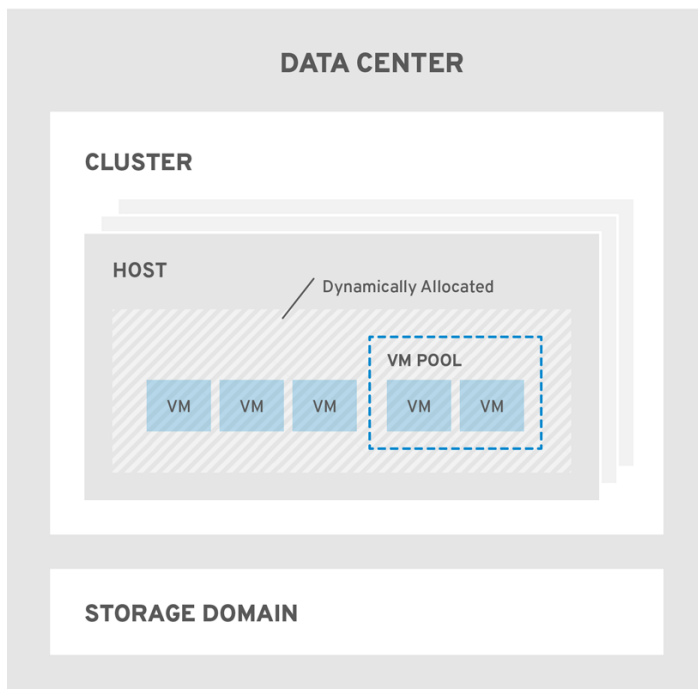 DATA CENTER
CLUSTER
HOST
Dynamically Allocated
VM POOL
VM VM VM VM VM
STORAGE DOMAIN